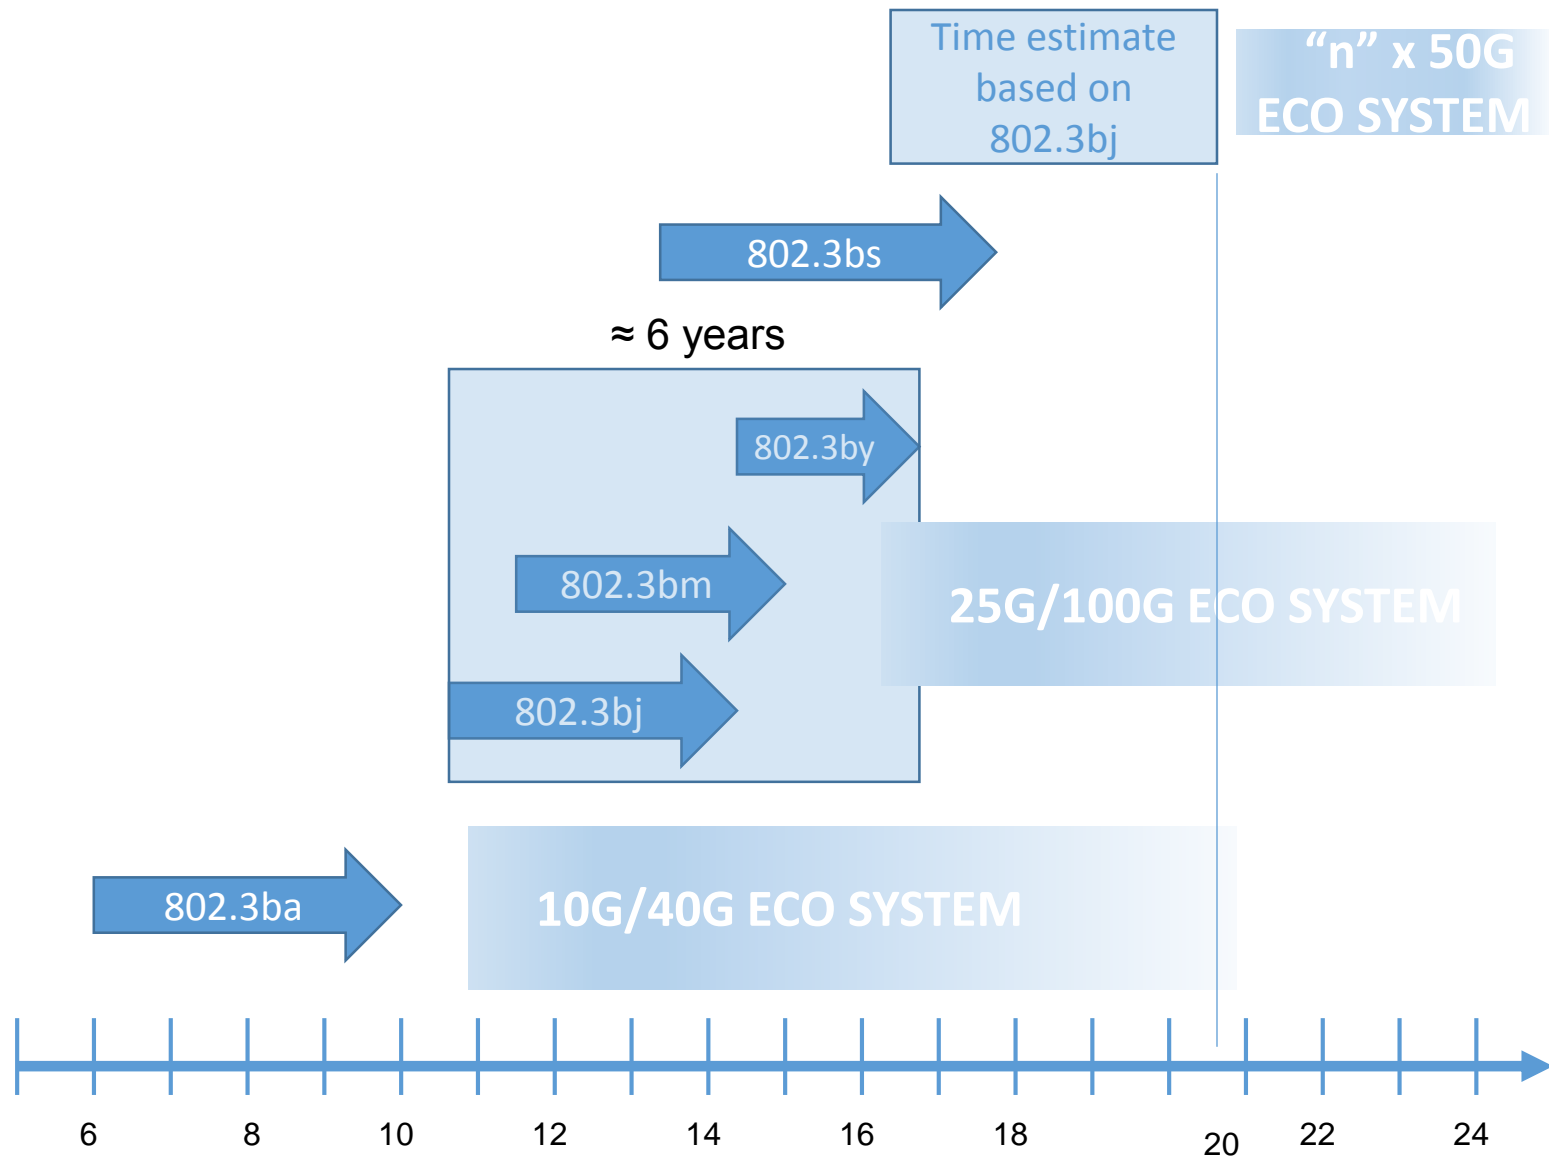 Time estimate
based on
802.3bj
“n” x 50G
ECO SYSTEM
802.3bs
≈ 6 years
802.3by
802.3bm
25G/100G ECO SYSTEM
802.3bj
802.3ba
10G/40G ECO SYSTEM
6 8 10 12 14 16 18 20 22 24